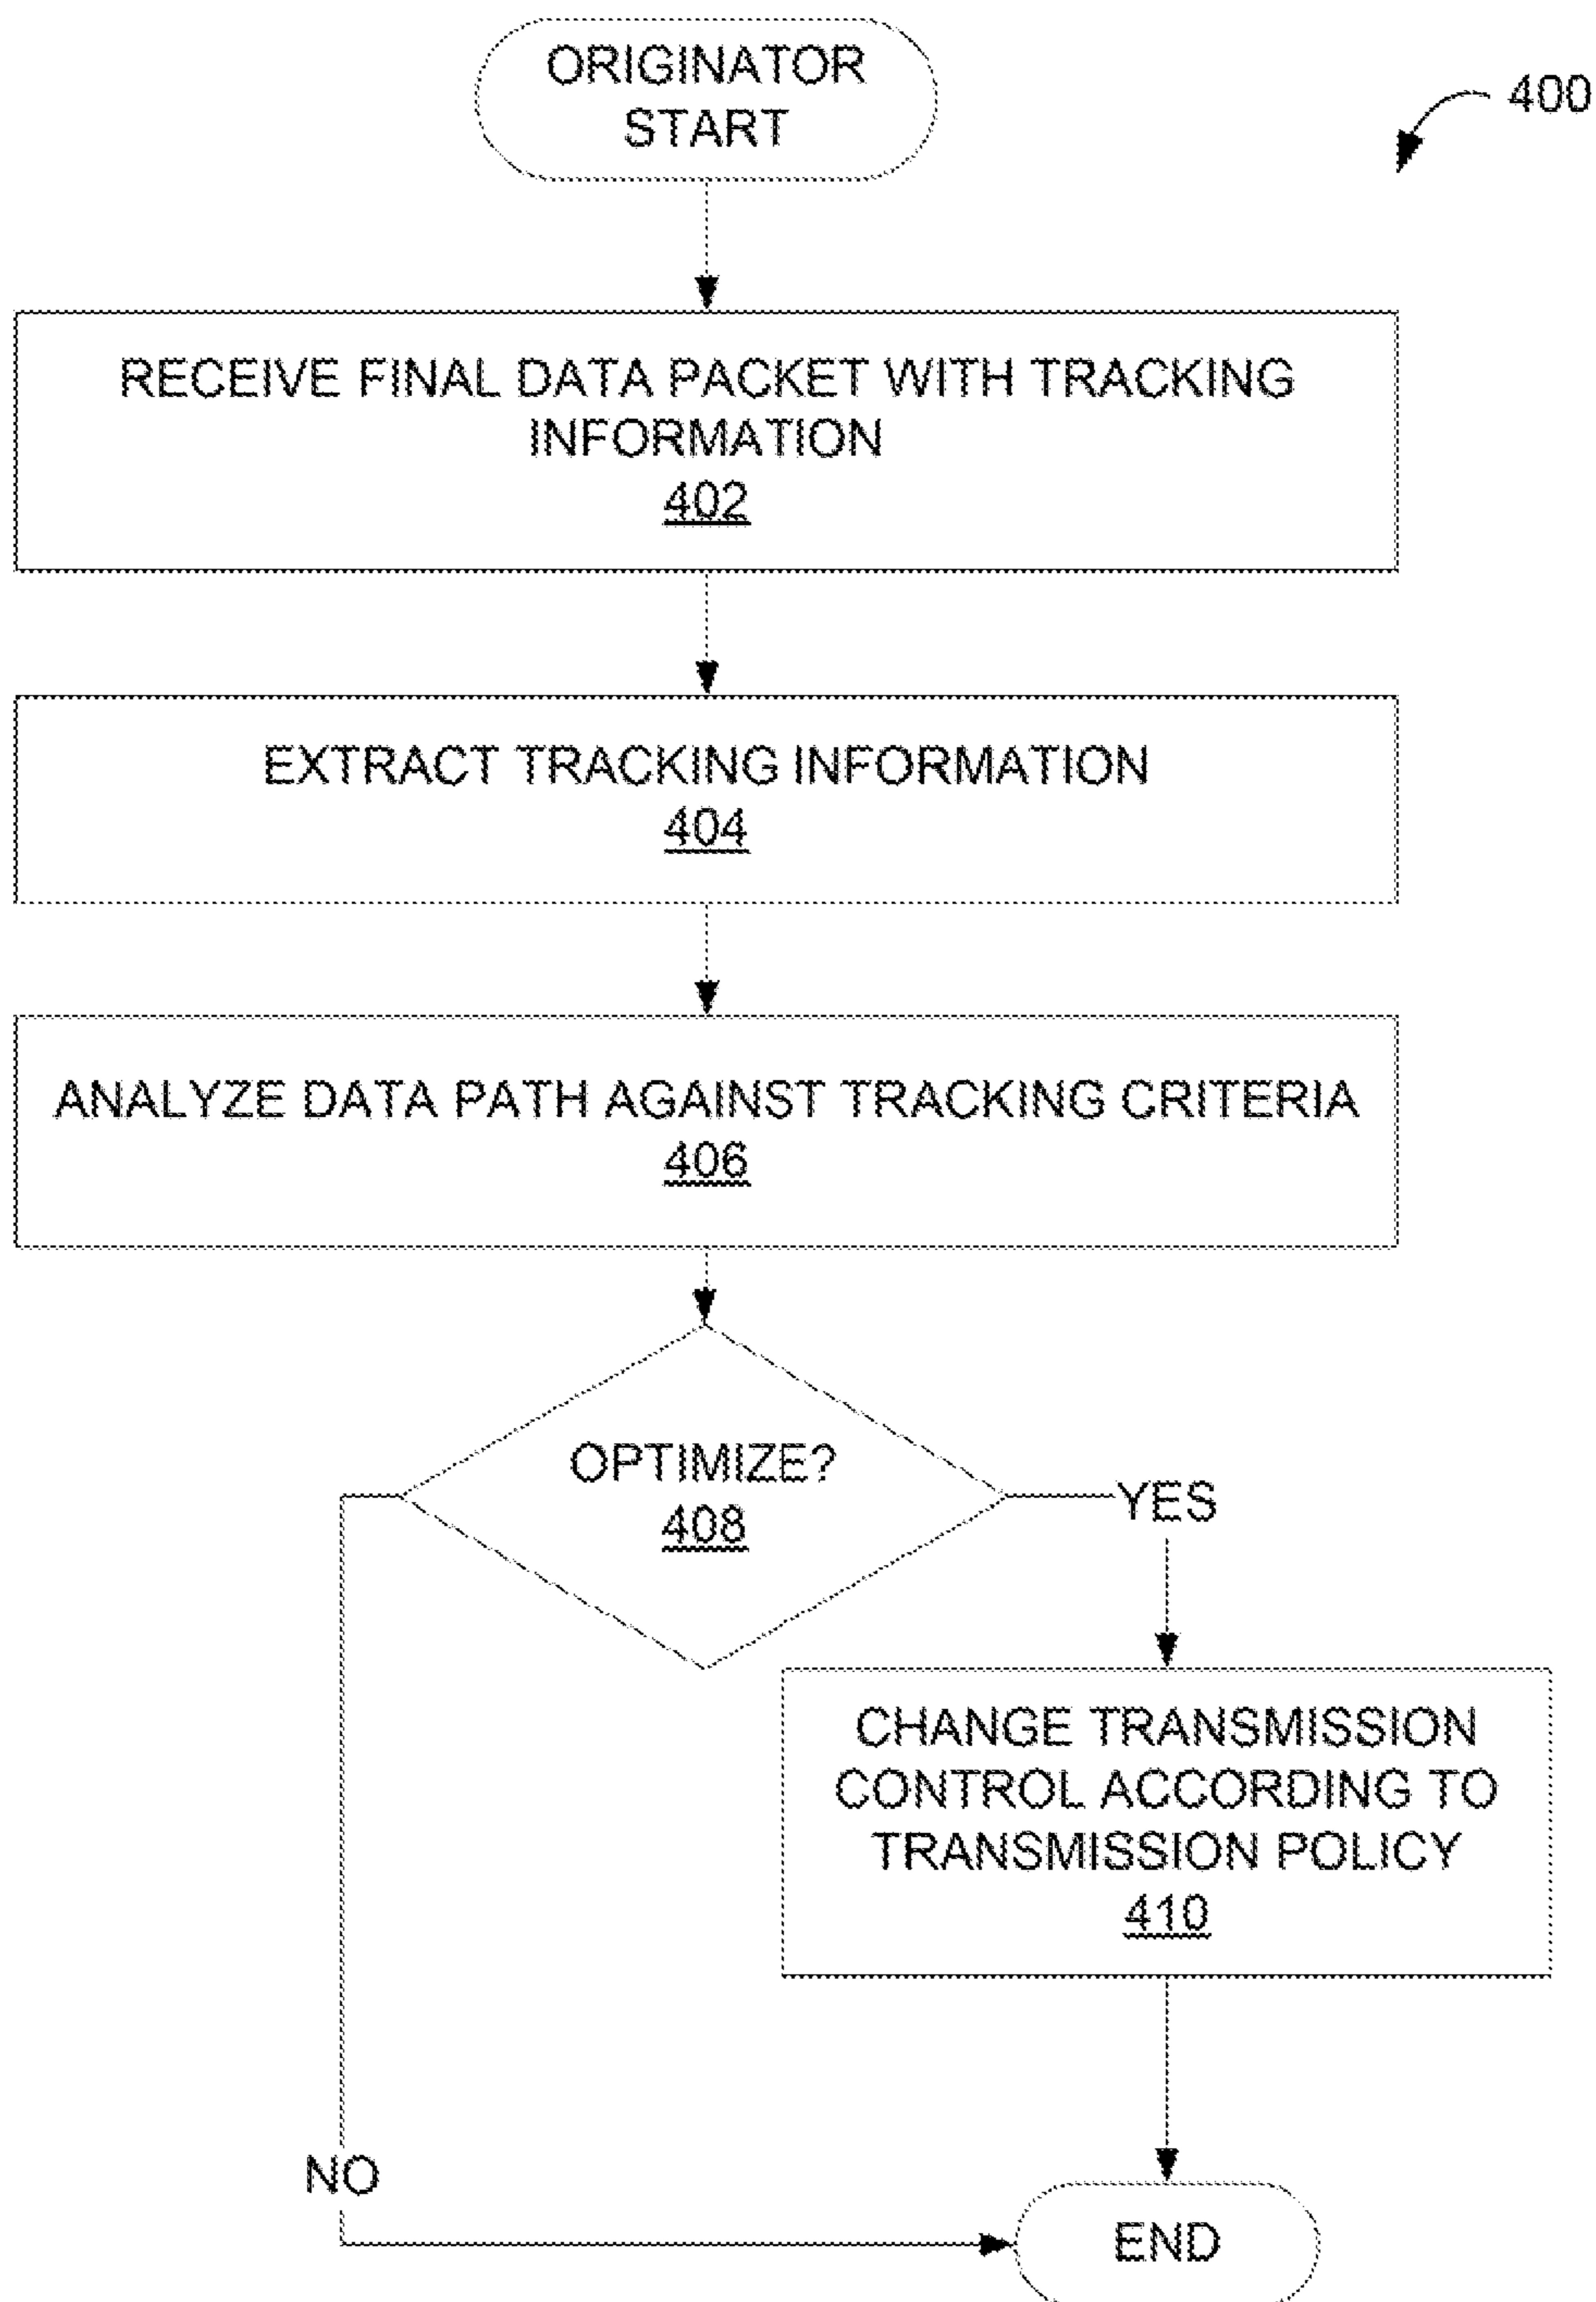 ORIGINATOR
START
400
RECEIVE FINAL DATA PACKET WITH TRACKING
INFORMATION
402
EXTRACT TRACKING INFORMATION
404
ANALYZE DATA PATH AGAINST TRACKING CRITERIA
406
OPTIMIZE?
408
YES
CHANGE TRANSMISSION
CONTROL ACCORDING TO
TRANSMISSION POLICY
410
NO
END